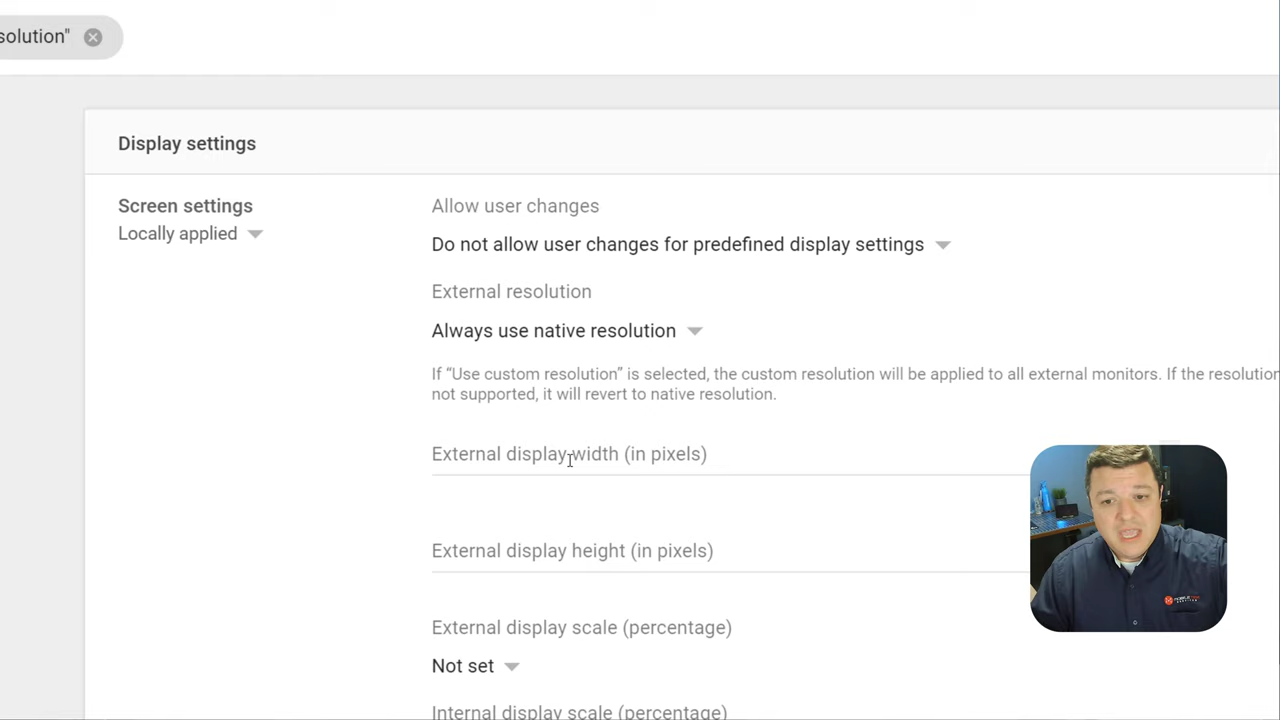 solution"
Display settings
Screen settings
Locally applied
Allow user changes
Do not allow user changes for predefined display settings
External resolution
Always use native resolution
If “Use custom resolution” is selected, the custom resolution will be applied to all external monitors. If the resolution
not supported, it will revert to native resolution.
External display width (in pixels)
External display height (in pixels)
External display scale (percentage)
Not set
Internal display scale (percentage)